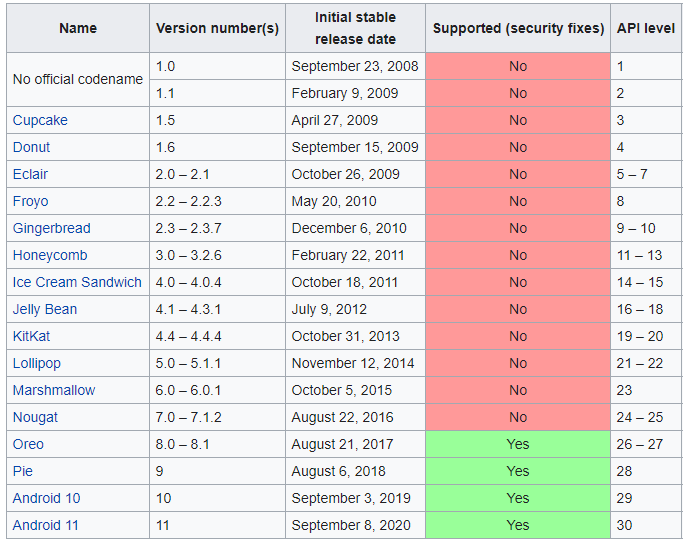 Name Version number(s) Initial stable release date Supported (security fixes) API level
No official codename 1.0 September 23, 2008 No 1
1.1 February 9, 2009 No 2
Cupcake 1.5 April 27, 2009 No 3
Donut 1.6 September 15, 2009 No 4
Eclair 2.0 – 2.1 October 26, 2009 No 5 – 7
Froyo 2.2 – 2.2.3 May 20, 2010 No 8
Gingerbread 2.3 – 2.3.7 December 6, 2010 No 9 – 10
Honeycomb 3.0 – 3.2.6 February 22, 2011 No 11 – 13
Ice Cream Sandwich 4.0 – 4.0.4 October 18, 2011 No 14 – 15
Jelly Bean 4.1 – 4.3.1 July 9, 2012 No 16 – 18
KitKat 4.4 – 4.4.4 October 31, 2013 No 19 – 20
Lollipop 5.0 – 5.1.1 November 12, 2014 No 21 – 22
Marshmallow 6.0 – 6.0.1 October 5, 2015 No 23
Nougat 7.0 – 7.1.2 August 22, 2016 No 24 – 25
Oreo 8.0 – 8.1 August 21, 2017 Yes 26 – 27
Pie 9 August 6, 2018 Yes 28
Android 10 10 September 3, 2019 Yes 29
Android 11 11 September 8, 2020 Yes 30